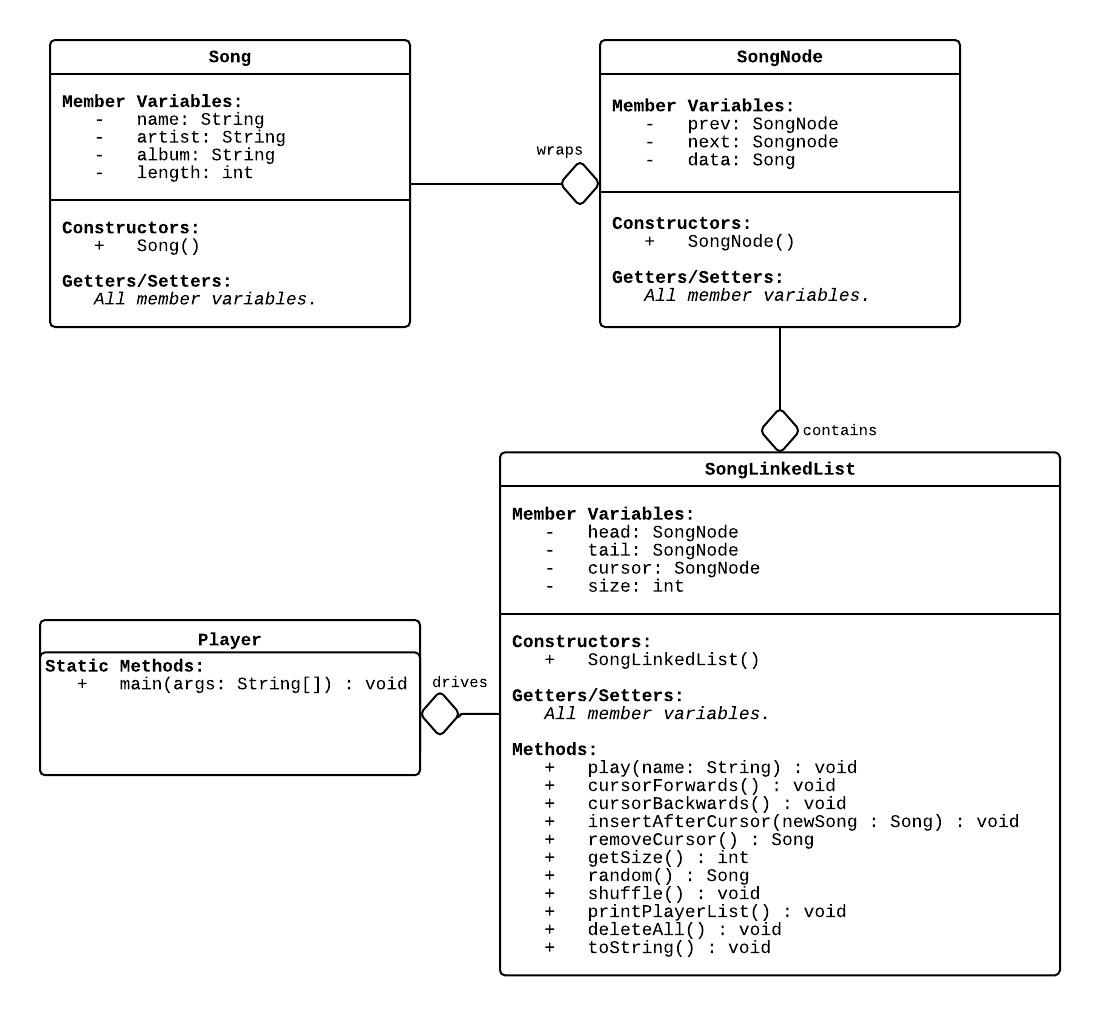 Song
Member Variables:
- name: String
- artist: String
- album: String
- length: int
Constructors:
+ Song()
Getters/Setters:
All member variables.
wraps
SongNode
Member Variables:
- prev: SongNode
- next: Songnode
- data: Song
Constructors:
+ SongNode()
Getters/Setters:
All member variables.
contains
SongLinkedList
Member Variables:
- head: SongNode
- tail: SongNode
- cursor: SongNode
- size: int
Constructors:
+ SongLinkedList()
Getters/Setters:
All member variables.
Methods:
+ play(name: String) : void
+ cursorForwards() : void
+ cursorBackwards() : void
+ insertAfterCursor(newSong : Song) : void
+ removeCursor() : Song
+ getSize() : int
+ random() : Song
+ shuffle() : void
+ printPlayerList() : void
+ deleteAll() : void
+ toString() : void
Player
Static Methods:
+ main(args: String[]) : void
drives